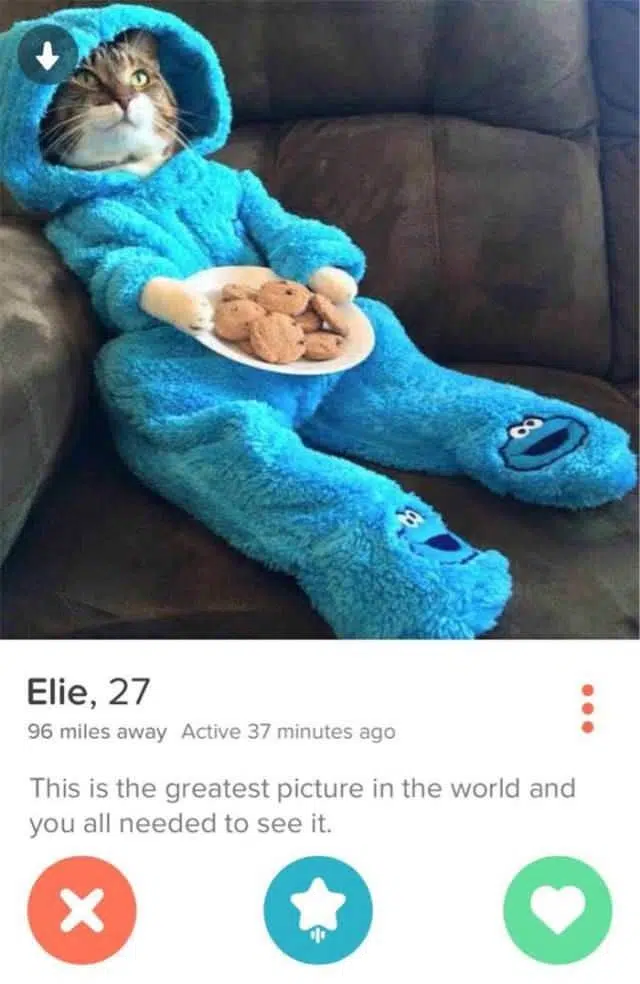 Elie, 27
96 miles away Active 37 minutes ago
This is the greatest picture in the world and
you all needed to see it.